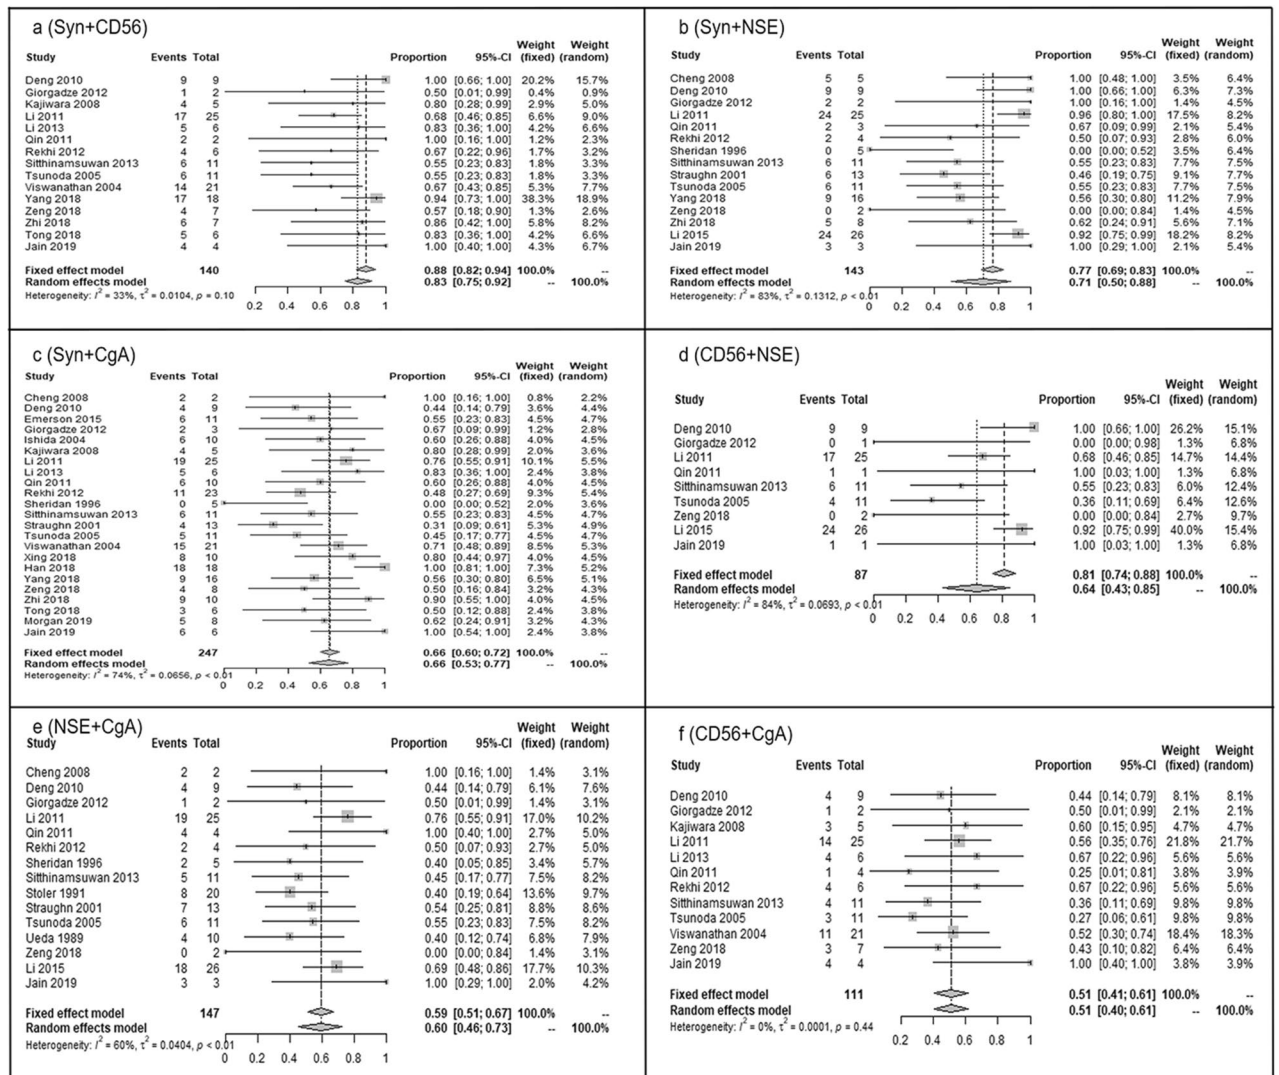 a (Syn+CD56)
Weight Weight
Study Events Total Proportion 95%-CI (fixed) (random)
Deng 2010 9 9 1.00 [0.66; 1.00] 20.2% 15.7%
Giorgadze 2012 1 2 0.50 [0.01; 0.99] 0.4% 0.9%
Kajiwara 2008 4 5 0.80 [0.28; 0.99] 2.9% 5.0%
Li 2011 17 25 0.68 [0.46; 0.85] 6.6% 9.0%
Li 2013 5 6 0.83 [0.36; 1.00] 4.2% 6.6%
Qin 2011 2 2 1.00 [0.16; 1.00] 1.7% 3.1%
Rekhi 2012 4 6 0.67 [0.22; 0.96] 2.1% 3.8%
Sitthinamsuwan 2013 6 11 0.55 [0.23; 0.83] 1.8% 3.3%
Tsunoda 2005 6 11 0.55 [0.23; 0.83] 1.8% 3.3%
Viswanathan 2004 14 21 0.67 [0.43; 0.85] 5.3% 7.7%
Yang 2018 17 18 0.94 [0.73; 1.00] 38.3% 18.9%
Zeng 2018 4 7 0.57 [0.18; 0.90] 1.3% 2.6%
Zhi 2018 6 7 0.86 [0.42; 1.00] 5.8% 8.3%
Tong 2018 5 6 0.83 [0.36; 1.00] 4.2% 6.6%
Jain 2019 4 4 1.00 [0.40; 1.00] 4.3% 6.7%
Fixed effect model 140 0.88 [0.82; 0.94] 100.0% --
Random effects model 0.83 [0.75; 0.92] -- 100.0%
Heterogeneity: I² = 33%, τ² = 0.0104, p = 0.10
0 0.2 0.4 0.6 0.8 1
b (Syn+NSE)
Weight Weight
Study Events Total Proportion 95%-CI (fixed) (random)
Cheng 2008 5 5 1.00 [0.48; 1.00] 3.5% 6.4%
Deng 2010 9 9 1.00 [0.66; 1.00] 6.3% 7.3%
Giorgadze 2012 2 2 1.00 [0.16; 1.00] 1.4% 4.5%
Li 2011 24 25 0.96 [0.80; 1.00] 17.5% 8.2%
Qin 2011 2 3 0.67 [0.09; 0.99] 2.1% 5.4%
Rekhi 2012 2 4 0.50 [0.07; 0.93] 2.8% 6.0%
Sheridan 1996 0 5 0.00 [0.00; 0.52] 3.5% 6.4%
Sitthinamsuwan 2013 6 11 0.55 [0.23; 0.83] 7.7% 7.5%
Straughn 2001 6 13 0.46 [0.19; 0.75] 9.1% 7.7%
Tsunoda 2005 6 11 0.55 [0.23; 0.83] 7.7% 7.5%
Yang 2018 9 16 0.56 [0.30; 0.80] 11.2% 7.9%
Zeng 2018 0 2 0.00 [0.00; 0.84] 1.4% 4.5%
Zhi 2018 5 8 0.62 [0.24; 0.91] 5.6% 7.1%
Li 2015 24 26 0.92 [0.75; 0.99] 18.2% 8.2%
Jain 2019 3 3 1.00 [0.29; 1.00] 2.1% 5.4%
Fixed effect model 143 0.77 [0.69; 0.83] 100.0% --
Random effects model 0.71 [0.50; 0.88] -- 100.0%
Heterogeneity: I² = 83%, τ² = 0.1312, p < 0.01
0 0.2 0.4 0.6 0.8 1
c (Syn+CgA)
Weight Weight
Study Events Total Proportion 95%-CI (fixed) (random)
Cheng 2008 2 2 1.00 [0.16; 1.00] 0.8% 2.2%
Deng 2010 4 9 0.44 [0.14; 0.79] 3.6% 4.4%
Emerson 2015 6 11 0.55 [0.23; 0.83] 4.5% 4.7%
Giorgadze 2012 2 3 0.67 [0.09; 0.99] 1.2% 2.8%
Ishida 2004 6 10 0.60 [0.26; 0.88] 4.0% 4.5%
Kajiwara 2008 4 5 0.80 [0.28; 0.99] 2.0% 3.6%
Li 2011 19 25 0.76 [0.55; 0.91] 10.1% 5.5%
Li 2013 5 6 0.83 [0.36; 1.00] 2.4% 3.8%
Qin 2011 6 10 0.60 [0.26; 0.88] 4.0% 4.5%
Rekhi 2012 11 23 0.48 [0.27; 0.69] 9.3% 5.4%
Sheridan 1996 0 5 0.00 [0.00; 0.52] 2.0% 3.6%
Sitthinamsuwan 2013 6 11 0.55 [0.23; 0.83] 4.5% 4.7%
Straughn 2001 4 13 0.31 [0.09; 0.61] 5.3% 4.9%
Tsunoda 2005 5 11 0.45 [0.17; 0.77] 4.5% 4.7%
Viswanathan 2004 15 21 0.71 [0.48; 0.89] 8.5% 5.3%
Xing 2018 8 10 0.80 [0.44; 0.97] 4.0% 4.5%
Han 2018 18 18 1.00 [0.81; 1.00] 7.3% 5.2%
Yang 2018 9 16 0.56 [0.30; 0.80] 6.5% 5.1%
Zeng 2018 4 8 0.50 [0.16; 0.84] 3.2% 4.3%
Zhi 2018 9 10 0.90 [0.55; 1.00] 4.0% 4.5%
Tong 2018 3 6 0.50 [0.12; 0.88] 2.4% 3.8%
Morgan 2019 5 8 0.62 [0.24; 0.91] 3.2% 4.3%
Jain 2019 6 6 1.00 [0.54; 1.00] 2.4% 3.8%
Fixed effect model 247 0.66 [0.60; 0.72] 100.0% --
Random effects model 0.66 [0.53; 0.77] -- 100.0%
Heterogeneity: I² = 74%, τ² = 0.0656, p < 0.01
0 0.2 0.4 0.6 0.8 1
d (CD56+NSE)
Weight Weight
Study Events Total Proportion 95%-CI (fixed) (random)
Deng 2010 9 9 1.00 [0.66; 1.00] 26.2% 15.1%
Giorgadze 2012 0 1 0.00 [0.00; 0.98] 1.3% 6.8%
Li 2011 17 25 0.68 [0.46; 0.85] 14.7% 14.4%
Qin 2011 1 1 1.00 [0.03; 1.00] 1.3% 6.8%
Sitthinamsuwan 2013 6 11 0.55 [0.23; 0.83] 6.0% 12.4%
Tsunoda 2005 4 11 0.36 [0.11; 0.69] 6.4% 12.6%
Zeng 2018 0 2 0.00 [0.00; 0.84] 2.7% 9.7%
Li 2015 24 26 0.92 [0.75; 0.99] 40.0% 15.4%
Jain 2019 1 1 1.00 [0.03; 1.00] 1.3% 6.8%
Fixed effect model 87 0.81 [0.74; 0.88] 100.0% --
Random effects model 0.64 [0.43; 0.85] -- 100.0%
Heterogeneity: I² = 84%, τ² = 0.0693, p < 0.01
0 0.2 0.4 0.6 0.8 1
e (NSE+CgA)
Weight Weight
Study Events Total Proportion 95%-CI (fixed) (random)
Cheng 2008 2 2 1.00 [0.16; 1.00] 1.4% 3.1%
Deng 2010 4 9 0.44 [0.14; 0.79] 6.1% 7.6%
Giorgadze 2012 1 2 0.50 [0.01; 0.99] 1.4% 3.1%
Li 2011 19 25 0.76 [0.55; 0.91] 17.0% 10.2%
Qin 2011 4 4 1.00 [0.40; 1.00] 2.7% 5.0%
Rekhi 2012 2 4 0.50 [0.07; 0.93] 2.7% 5.0%
Sheridan 1996 2 5 0.40 [0.05; 0.85] 3.4% 5.7%
Sitthinamsuwan 2013 5 11 0.45 [0.17; 0.77] 7.5% 8.2%
Stoler 1991 8 20 0.40 [0.19; 0.64] 13.6% 9.7%
Straughn 2001 7 13 0.54 [0.25; 0.81] 8.8% 8.6%
Tsunoda 2005 6 11 0.55 [0.23; 0.83] 7.5% 8.2%
Ueda 1989 4 10 0.40 [0.12; 0.74] 6.8% 7.9%
Zeng 2018 0 2 0.00 [0.00; 0.84] 1.4% 3.1%
Li 2015 18 26 0.69 [0.48; 0.86] 17.7% 10.3%
Jain 2019 3 3 1.00 [0.29; 1.00] 2.0% 4.2%
Fixed effect model 147 0.59 [0.51; 0.67] 100.0% --
Random effects model 0.60 [0.46; 0.73] -- 100.0%
Heterogeneity: I² = 60%, τ² = 0.0404, p < 0.01
0 0.2 0.4 0.6 0.8 1
f (CD56+CgA)
Weight Weight
Study Events Total Proportion 95%-CI (fixed) (random)
Deng 2010 4 9 0.44 [0.14; 0.79] 8.1% 8.1%
Giorgadze 2012 1 2 0.50 [0.01; 0.99] 2.1% 2.1%
Kajiwara 2008 3 5 0.60 [0.15; 0.95] 4.7% 4.7%
Li 2011 14 25 0.56 [0.35; 0.76] 21.8% 21.7%
Li 2013 4 6 0.67 [0.22; 0.96] 5.6% 5.6%
Qin 2011 1 4 0.25 [0.01; 0.81] 3.8% 3.9%
Rekhi 2012 4 6 0.67 [0.22; 0.96] 5.6% 5.6%
Sitthinamsuwan 2013 4 11 0.36 [0.11; 0.69] 9.8% 9.8%
Tsunoda 2005 3 11 0.27 [0.06; 0.61] 9.8% 9.8%
Viswanathan 2004 11 21 0.52 [0.30; 0.74] 18.4% 18.3%
Zeng 2018 3 7 0.43 [0.10; 0.82] 6.4% 6.4%
Jain 2019 4 4 1.00 [0.40; 1.00] 3.8% 3.9%
Fixed effect model 111 0.51 [0.41; 0.61] 100.0% --
Random effects model 0.51 [0.40; 0.61] -- 100.0%
Heterogeneity: I² = 0%, τ² = 0.0001, p = 0.44
0 0.2 0.4 0.6 0.8 1